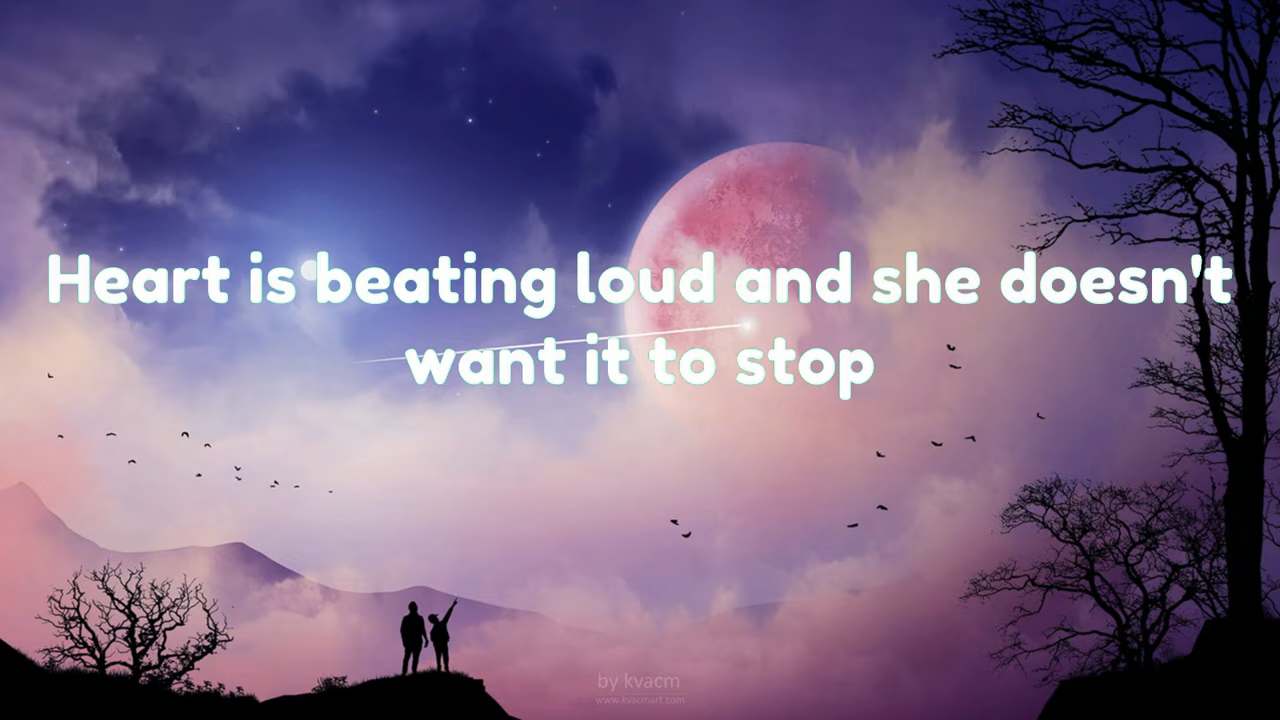 Heart is beating loud and she doesn't
want it to stop
by kvacm
www.kvacmart.com